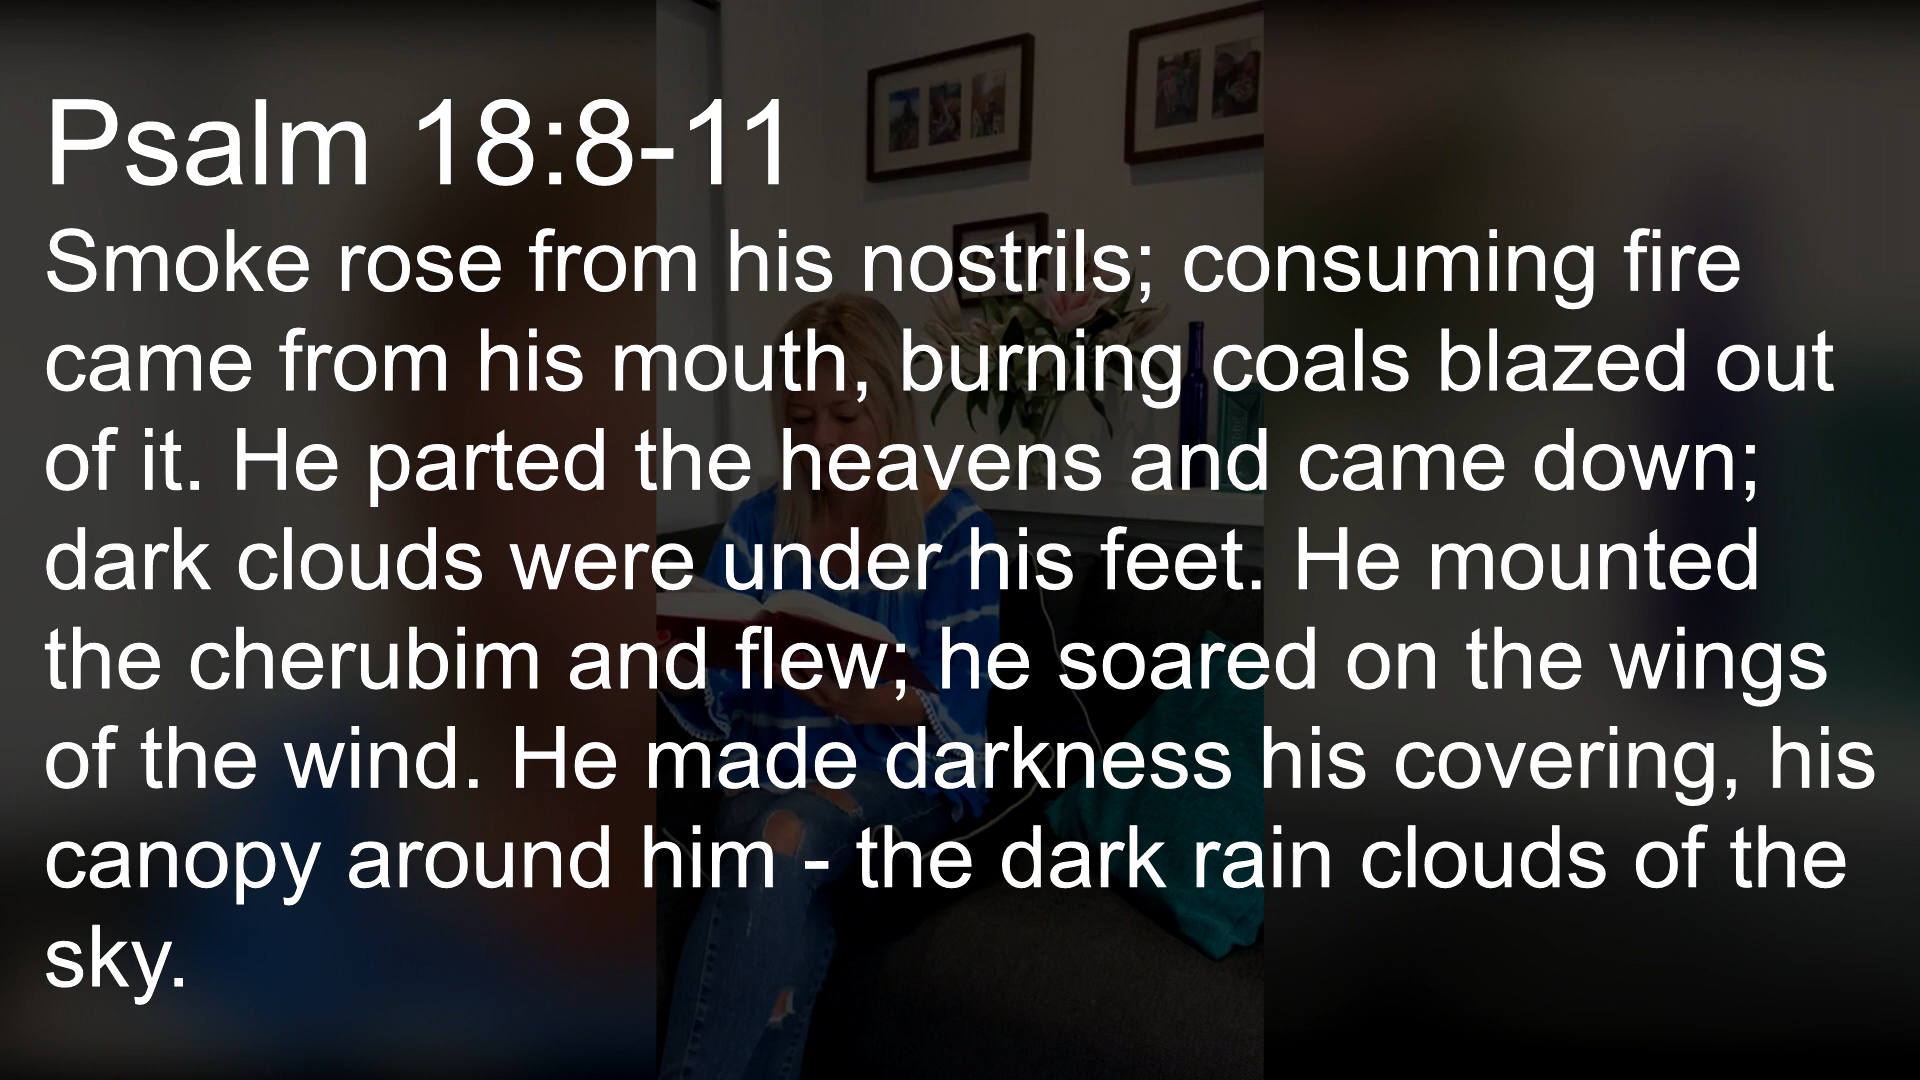 Psalm 18:8-11
Smoke rose from his nostrils; consuming fire
came from his mouth, burning coals blazed out
of it. He parted the heavens and came down;
dark clouds were under his feet. He mounted
the cherubim and flew; he soared on the wings
of the wind. He made darkness his covering, his
canopy around him - the dark rain clouds of the
sky.